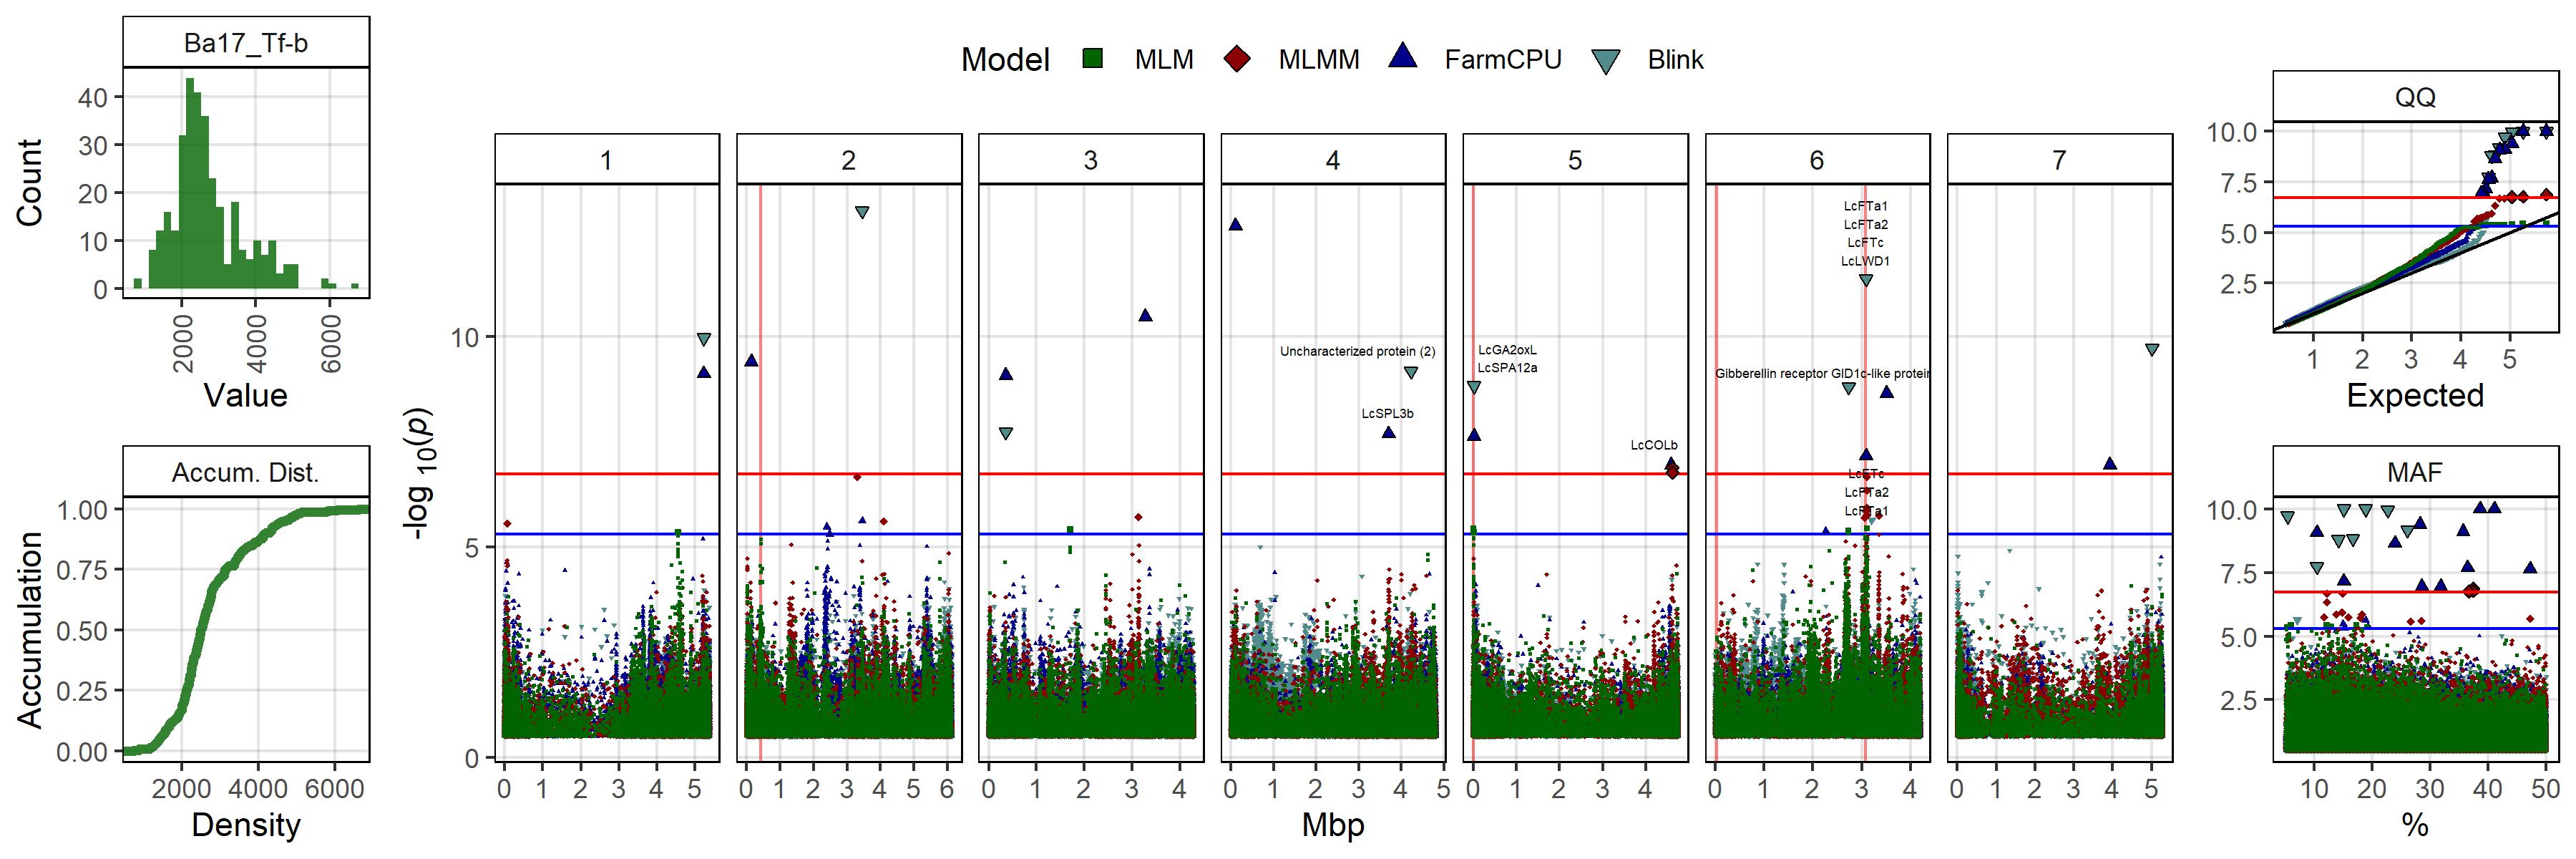 Ba17_Tf-b
Count
40
30
20
10
0
2000
4000
6000
Value
Accum. Dist.
Accumulation
1.00
0.75
0.50
0.25
0.00
2000 4000 6000
Density
Model MLM MLMM FarmCPU Blink
-log 10(p)
10
5
0
1 2 3 4 5 6 7
LcFTa1
LcFTa2
LcFTc
LcLWD1
Uncharacterized protein (2)
LcGA2oxL
LcSPA12a
Gibberellin receptor GID1c-like protein
LcSPL3b
LcCOLb
LcFTc
LcFTa2
LcFTa1
0 1 2 3 4 5
0 1 2 3 4 5 6
0 1 2 3 4
0 1 2 3 4 5
0 1 2 3 4
0 1 2 3 4
0 1 2 3 4 5
Mbp
QQ
10.0
7.5
5.0
2.5
1 2 3 4 5
Expected
MAF
10.0
7.5
5.0
2.5
10 20 30 40 50
%